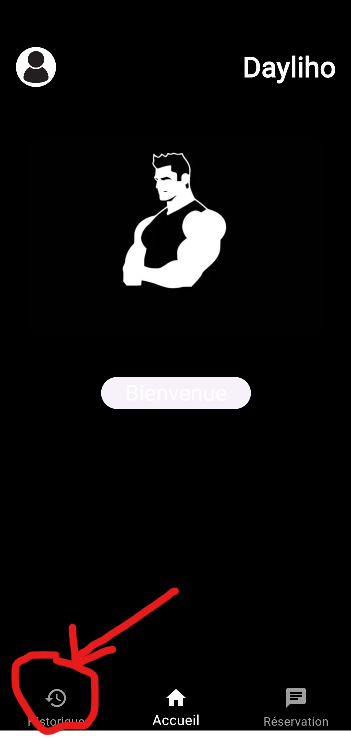 Dayliho
Bienvenue
Historique
Accueil
Réservation